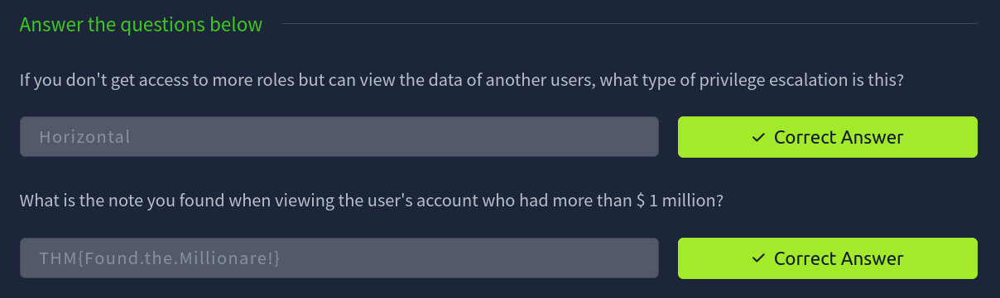 Answer the questions below
If you don't get access to more roles but can view the data of another users, what type of privilege escalation is this?
Horizontal
✓ Correct Answer
What is the note you found when viewing the user's account who had more than $ 1 million?
THM{Found.the.Millionare!}
✓ Correct Answer